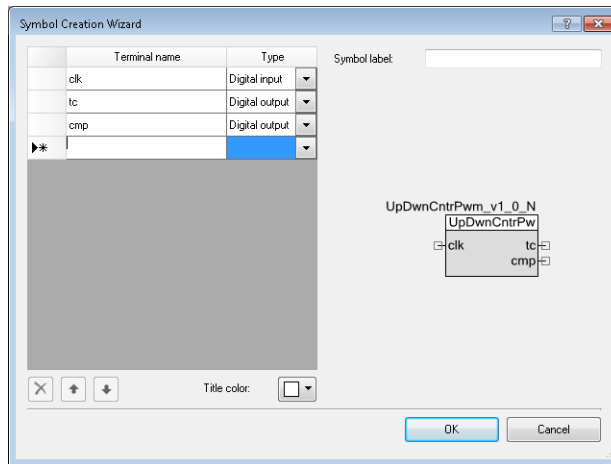 Symbol Creation Wizard
Terminal name Type
clk Digital input
tc Digital output
cmp Digital output
Symbol label:
UpDwnCntrPwm_v1_0_N
UpDwnCntrPw
clk tc
cmp
Title color:
OK Cancel